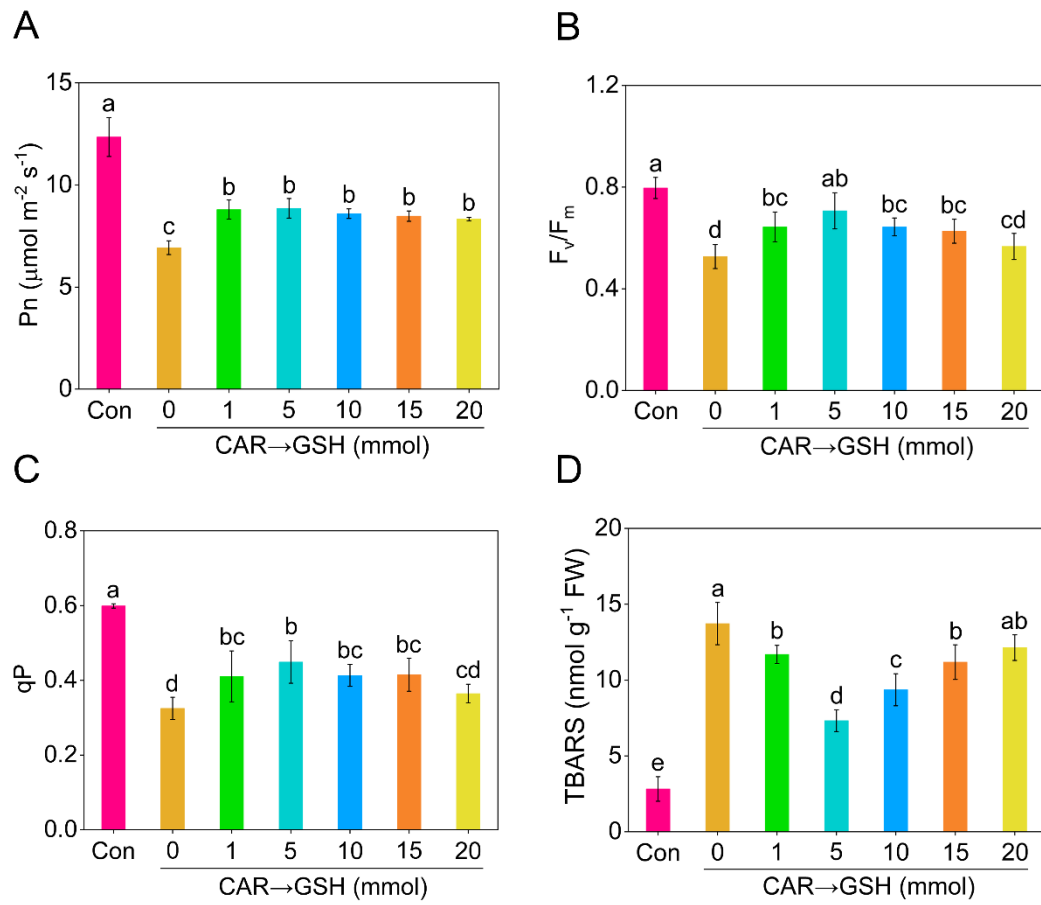 A
Pn (μmol m⁻² s⁻¹)
15
10
5
0
a
c
b
b
b
b
b
Con
0
1
5
10
15
20
CAR→GSH (mmol)
B
Fᵥ/Fₘ
1.2
0.8
0.4
0.0
a
d
bc
ab
bc
bc
cd
Con
0
1
5
10
15
20
CAR→GSH (mmol)
C
qP
0.8
0.6
0.4
0.2
0.0
a
d
bc
b
bc
bc
cd
Con
0
1
5
10
15
20
CAR→GSH (mmol)
D
TBARS (nmol g⁻¹ FW)
20
15
10
5
0
e
a
b
d
c
b
ab
Con
0
1
5
10
15
20
CAR→GSH (mmol)